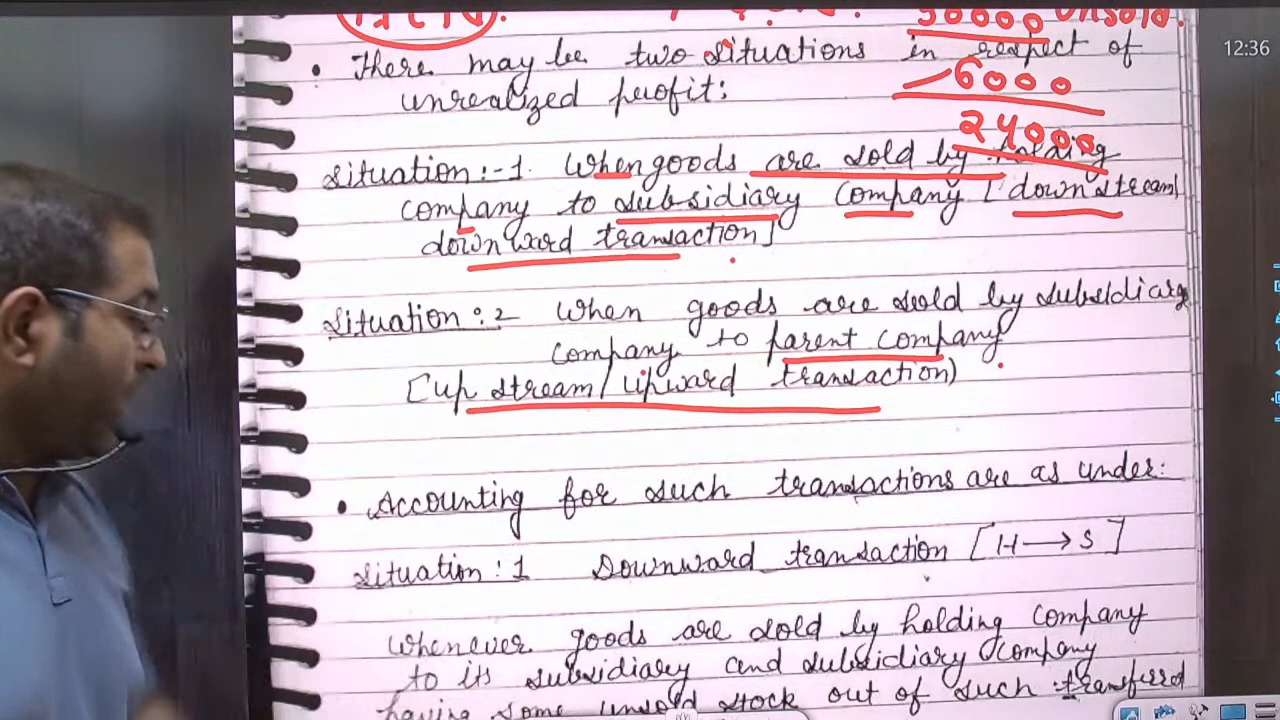 30000 unsold.
12:36
• There may be two situations in respect of
-6000
unrealized profit:
24000
Situation:-1. When goods are sold by holding
company to subsidiary company [down stream/
downward transaction]
Situation:2 When goods are sold by subsidiary
company to parent company
[up stream/upward transaction)
• Accounting for such transactions are as under:
Situation:1 Downward transaction [H→S]
Whenever goods are sold by holding company
to its subsidiary and subsidiary company
having some unsold stock out of such transferred